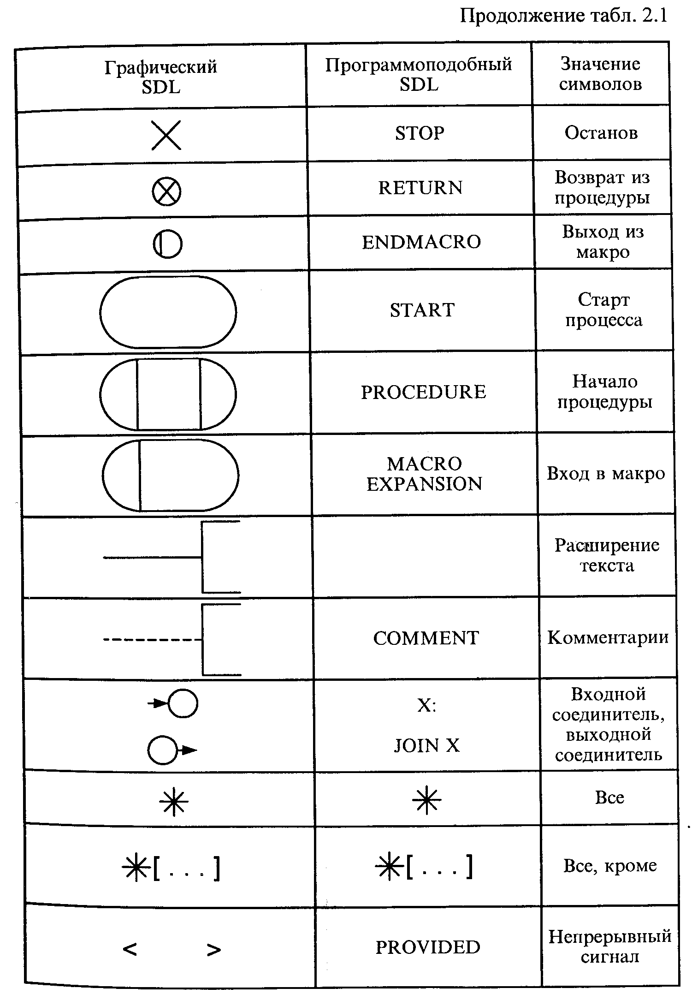 Продолжение табл. 2.1
Графический
SDL
Программоподобный
SDL
Значение
символов
STOP
Останов
RETURN
Возврат из
процедуры
ENDMACRO
Выход из
макро
START
Старт
процесса
PROCEDURE
Начало
процедуры
MACRO
EXPANSION
Вход в макро
Расширение
текста
COMMENT
Комментарии
X:
JOIN X
Входной
соединитель,
выходной
соединитель
*
*
Все
*[...]
*[...]
Все, кроме
< >
PROVIDED
Непрерывный
сигнал